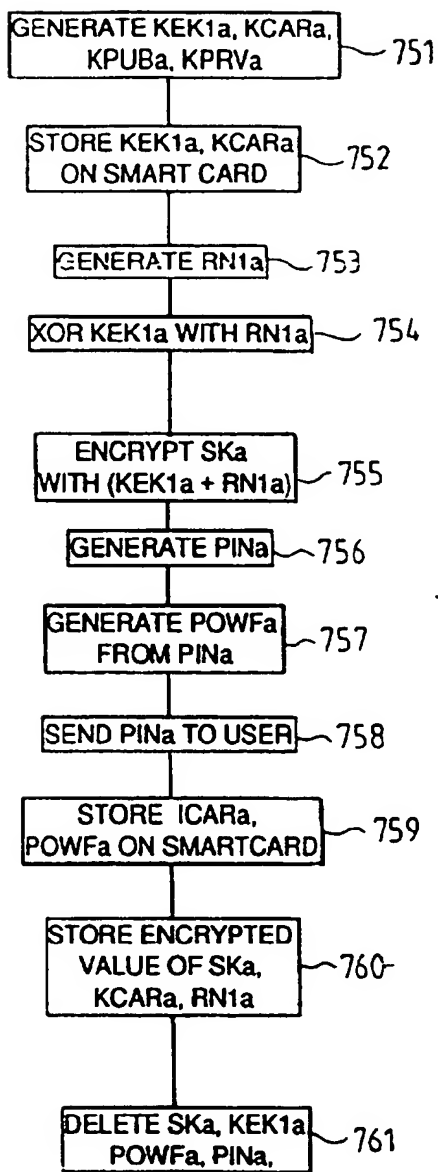 GENERATE KEK1a, KCARa,
KPUBa, KPRVa
751
STORE KEK1a, KCARa
ON SMART CARD
752
GENERATE RN1a
753
XOR KEK1a WITH RN1a
754
ENCRYPT SKa
WITH (KEK1a + RN1a)
755
GENERATE PINa
756
GENERATE POWFa
FROM PINa
757
SEND PINa TO USER
758
STORE ICARa,
POWFa ON SMARTCARD
759
STORE ENCRYPTED
VALUE OF SKa,
KCARa, RN1a
760
DELETE SKa, KEK1a
POWFa, PINa,
761